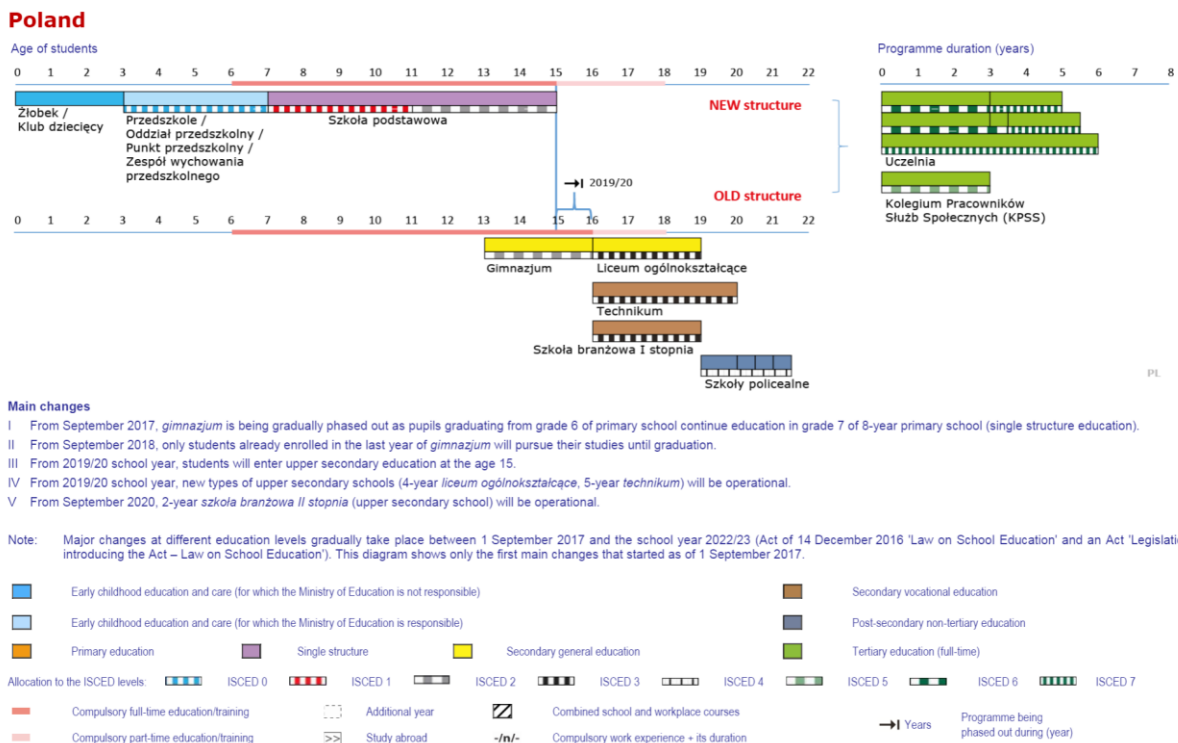 Poland
Age of students
Programme duration (years)
0 1 2 3 4 5 6 7 8 9 10 11 12 13 14 15 16 17 18 19 20 21 22
0 1 2 3 4 5 6 7 8
NEW structure
Żłobek /
Klub dziecięcy
Przedszkole /
Oddział przedszkolny /
Punkt przedszkolny /
Zespół wychowania
przedszkolnego
Szkoła podstawowa
Uczelnia
2019/20
OLD structure
Kolegium Pracowników
Służb Społecznych (KPSS)
0 1 2 3 4 5 6 7 8 9 10 11 12 13 14 15 16 17 18 19 20 21 22
Gimnazjum
Liceum ogólnokształcące
Technikum
Szkoła branżowa I stopnia
Szkoły policealne
PL
Main changes
I From September 2017, gimnazjum is being gradually phased out as pupils graduating from grade 6 of primary school continue education in grade 7 of 8-year primary school (single structure education).
II From September 2018, only students already enrolled in the last year of gimnazjum will pursue their studies until graduation.
III From 2019/20 school year, students will enter upper secondary education at the age 15.
IV From 2019/20 school year, new types of upper secondary schools (4-year liceum ogólnokształcące, 5-year technikum) will be operational.
V From September 2020, 2-year szkoła branżowa II stopnia (upper secondary school) will be operational.
Note: Major changes at different education levels gradually take place between 1 September 2017 and the school year 2022/23 (Act of 14 December 2016 'Law on School Education' and an Act 'Legislati
introducing the Act – Law on School Education'). This diagram shows only the first main changes that started as of 1 September 2017.
Early childhood education and care (for which the Ministry of Education is not responsible)
Secondary vocational education
Early childhood education and care (for which the Ministry of Education is responsible)
Post-secondary non-tertiary education
Primary education
Single structure
Secondary general education
Tertiary education (full-time)
Allocation to the ISCED levels: ISCED 0 ISCED 1 ISCED 2 ISCED 3 ISCED 4 ISCED 5 ISCED 6 ISCED 7
Compulsory full-time education/training
Additional year
Combined school and workplace courses
Years
Programme being
phased out during (year)
Compulsory part-time education/training
>> Study abroad
-/n/- Compulsory work experience + its duration